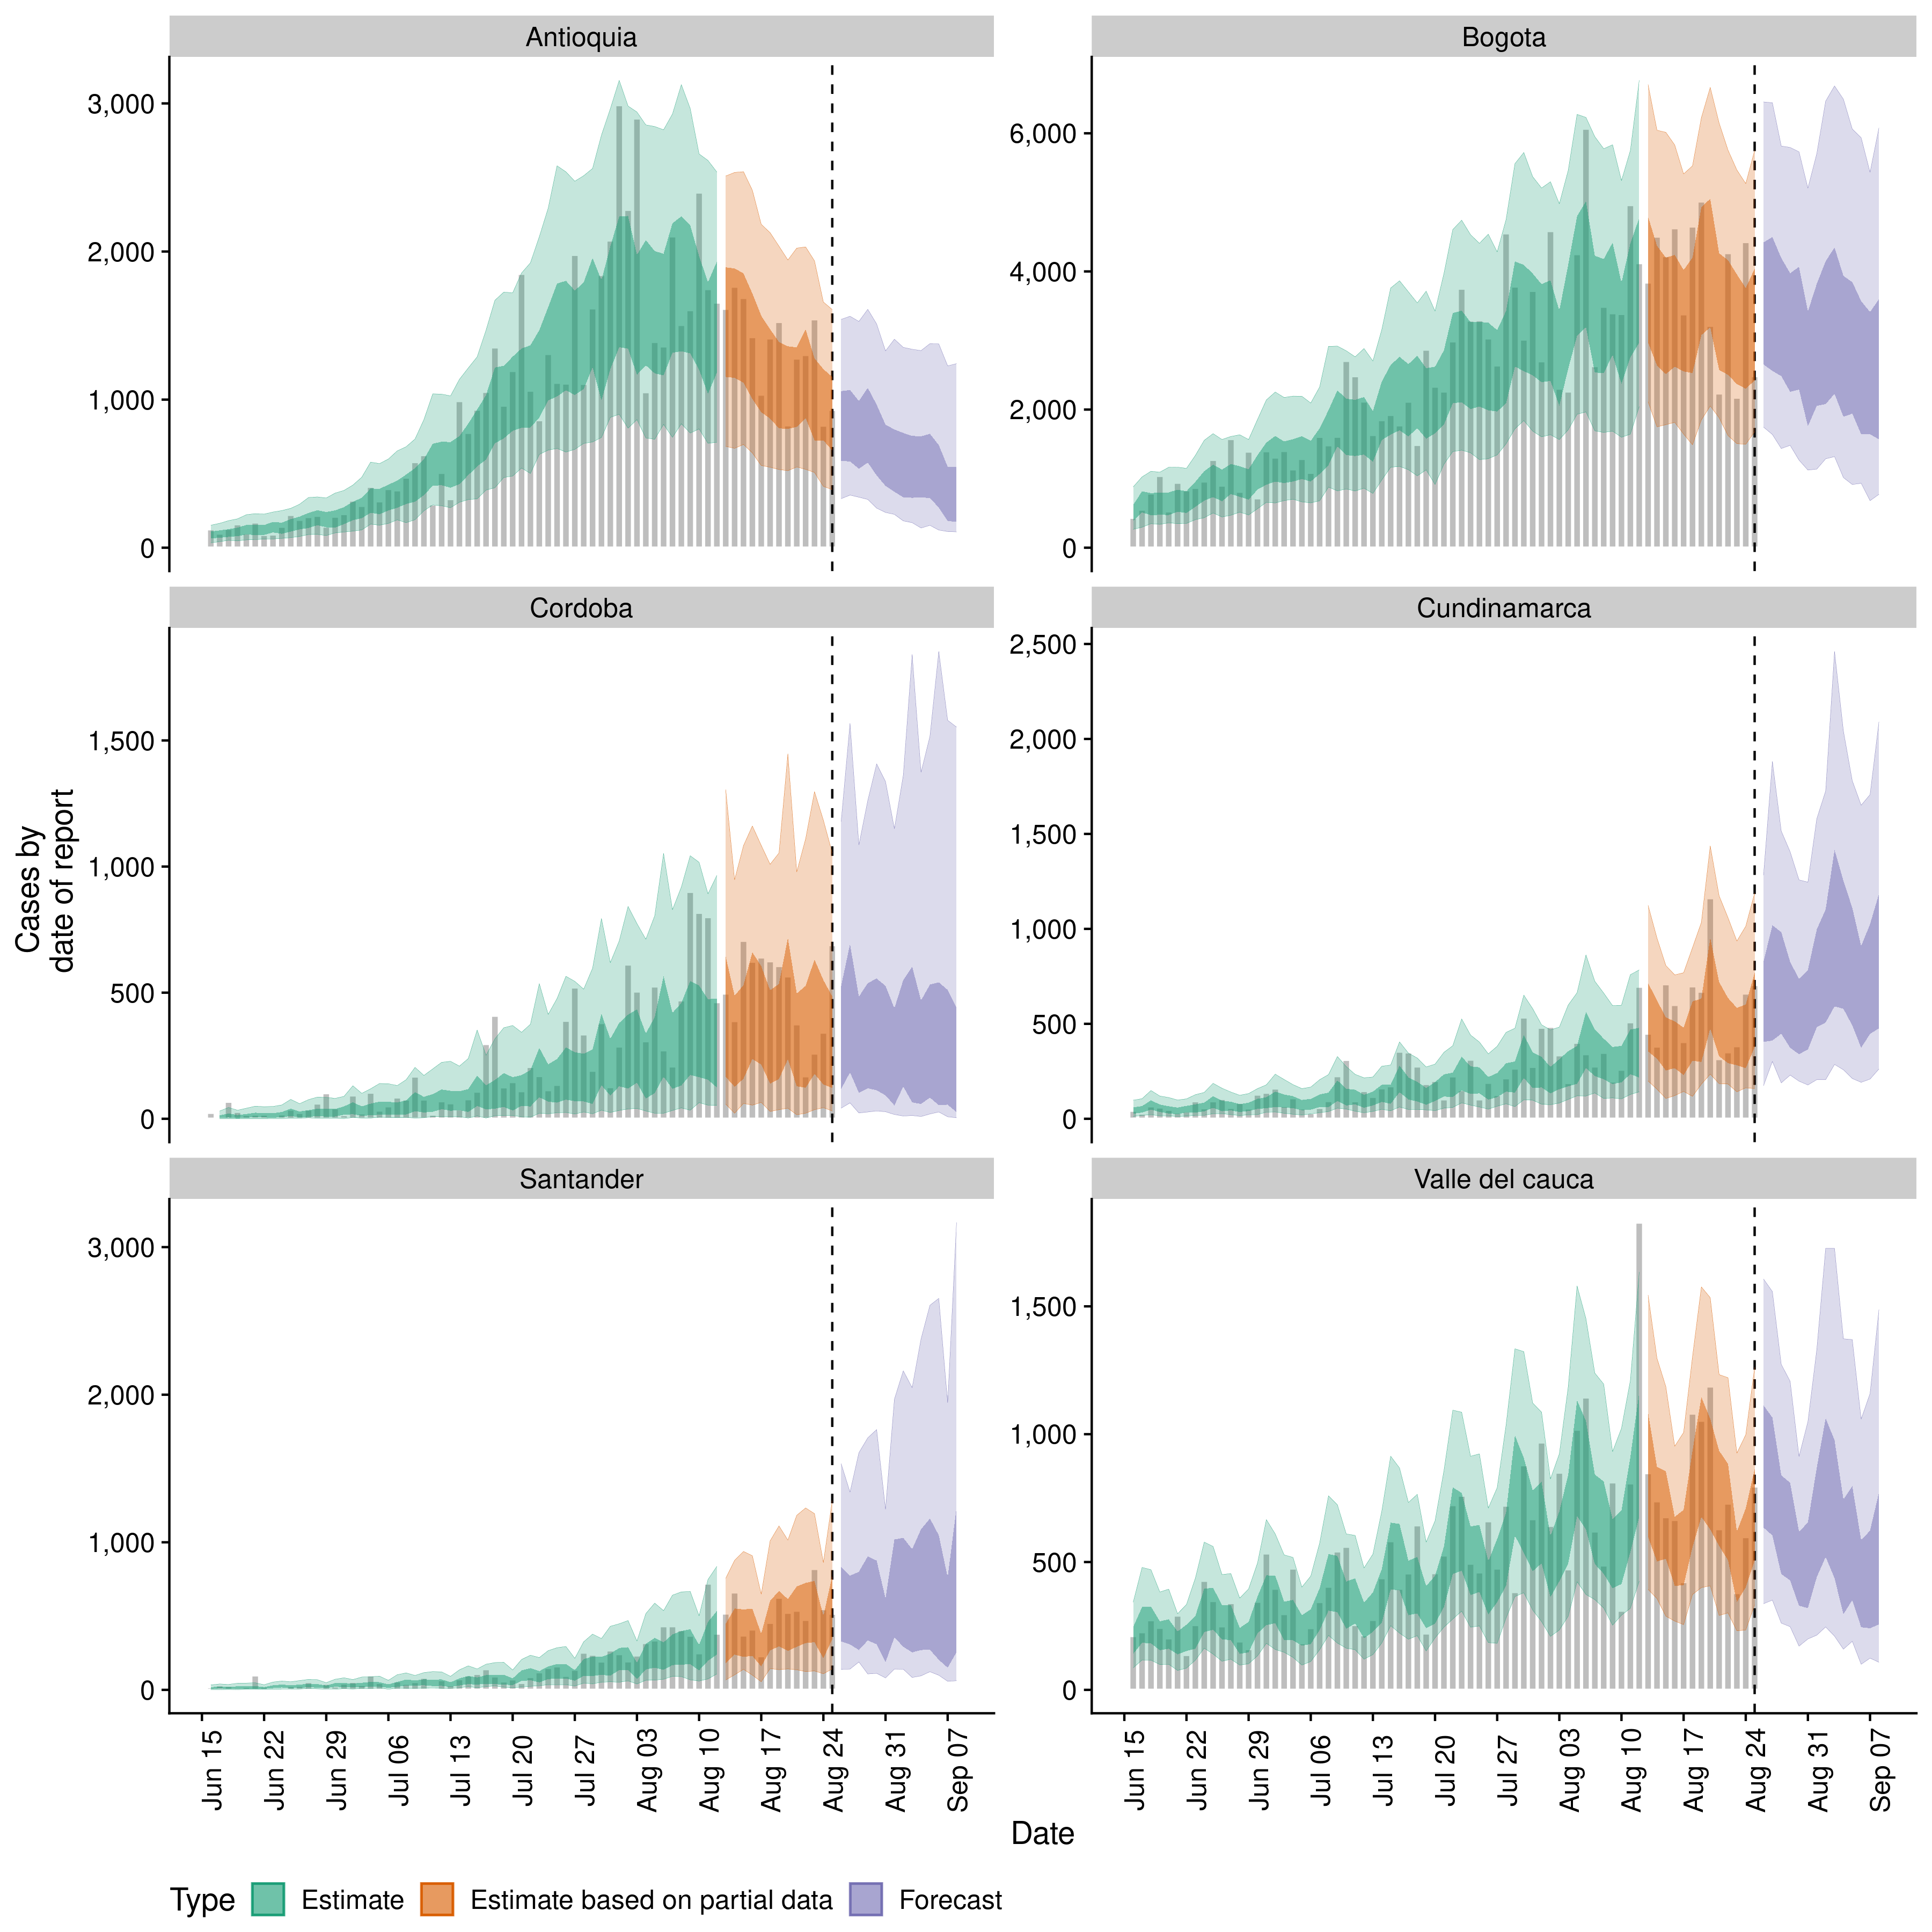 Antioquia
Bogota
3,000
2,000
1,000
0
6,000
4,000
2,000
0
Cordoba
Cundinamarca
1,500
1,000
500
0
2,500
2,000
1,500
1,000
500
0
Cases by
date of report
Santander
Valle del cauca
3,000
2,000
1,000
0
1,500
1,000
500
0
Jun 15
Jun 22
Jun 29
Jul 06
Jul 13
Jul 20
Jul 27
Aug 03
Aug 10
Aug 17
Aug 24
Aug 31
Sep 07
Jun 15
Jun 22
Jun 29
Jul 06
Jul 13
Jul 20
Jul 27
Aug 03
Aug 10
Aug 17
Aug 24
Aug 31
Sep 07
Date
Type Estimate Estimate based on partial data Forecast